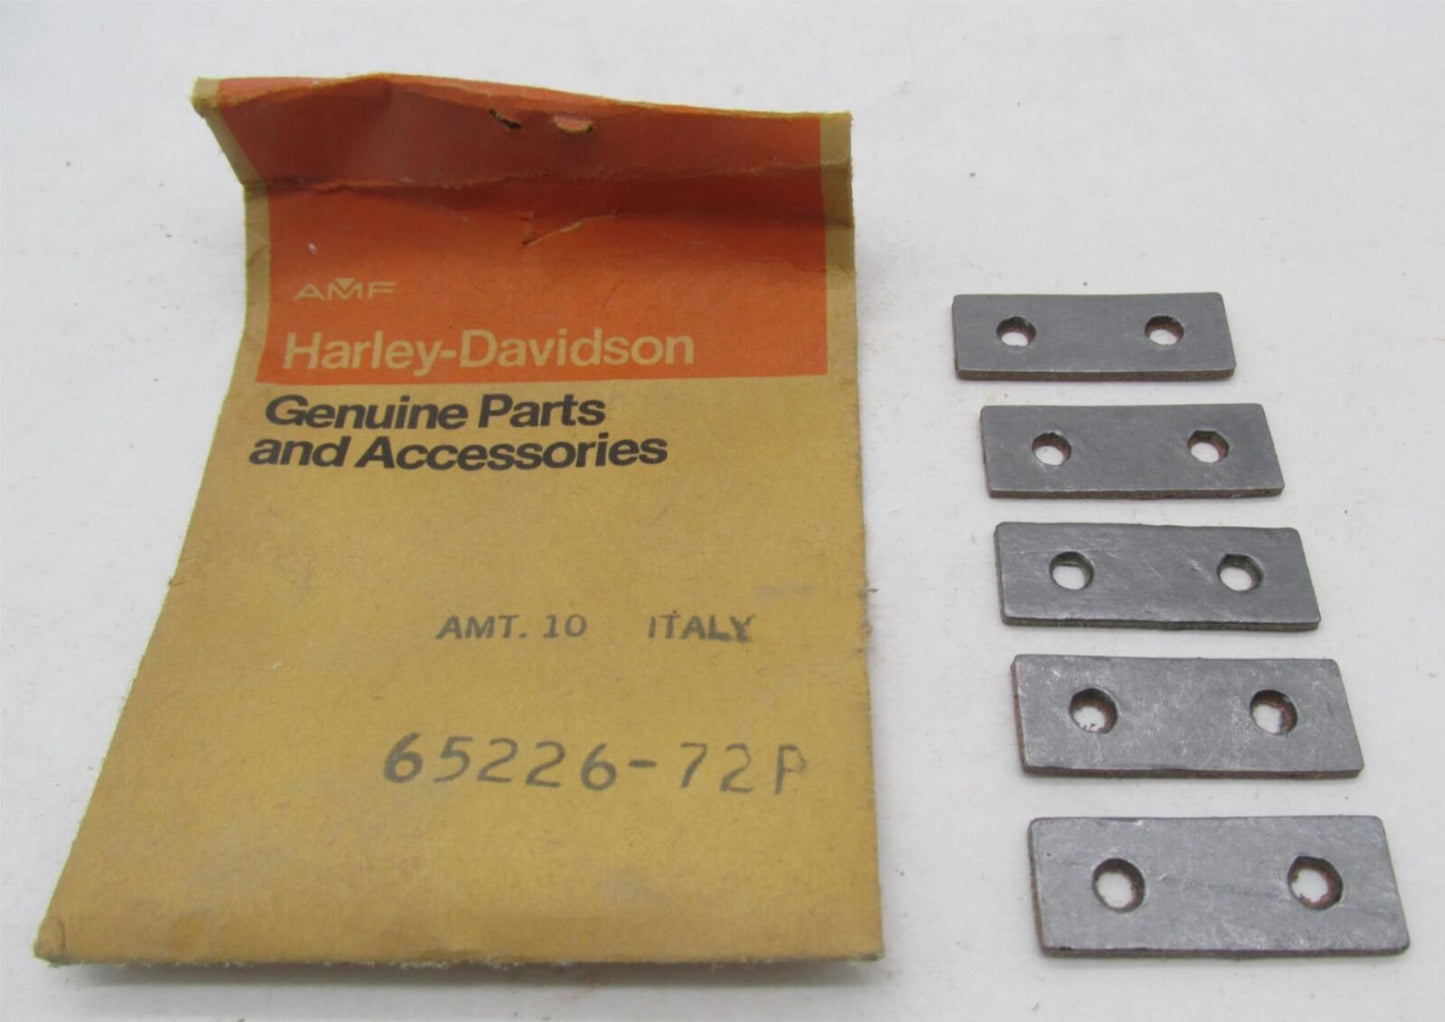 AMF
Harley-Davidson
Genuine Parts
and Accessories
AMT. 10 ITALY
65226-72P